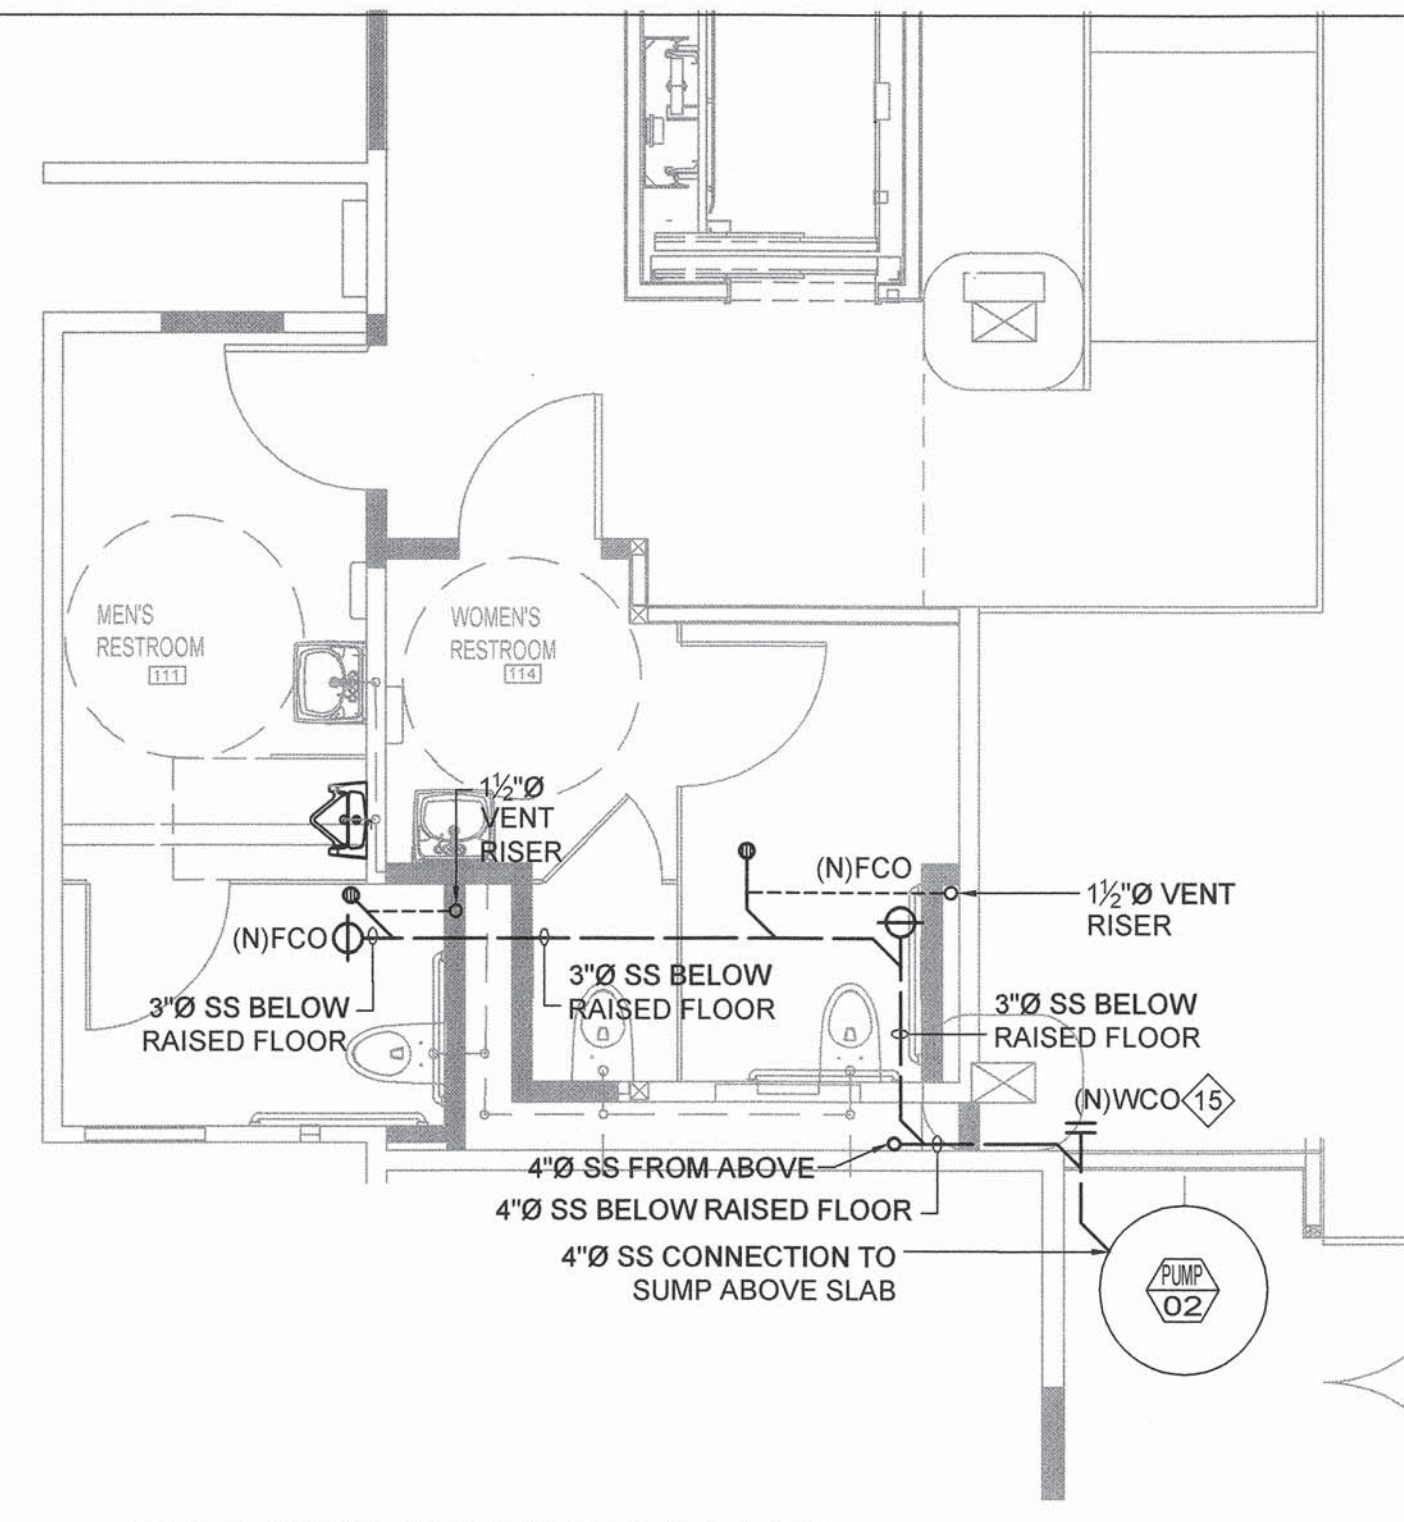 MEN'S
RESTROOM
111
WOMEN'S
RESTROOM
114
1½"Ø
VENT
RISER
(N)FCO
1½"Ø VENT
RISER
(N)FCO
3"Ø SS BELOW
RAISED FLOOR
3"Ø SS BELOW
RAISED FLOOR
3"Ø SS BELOW
RAISED FLOOR
(N)WCO 15
4"Ø SS FROM ABOVE
4"Ø SS BELOW RAISED FLOOR
4"Ø SS CONNECTION TO
SUMP ABOVE SLAB
PUMP
02